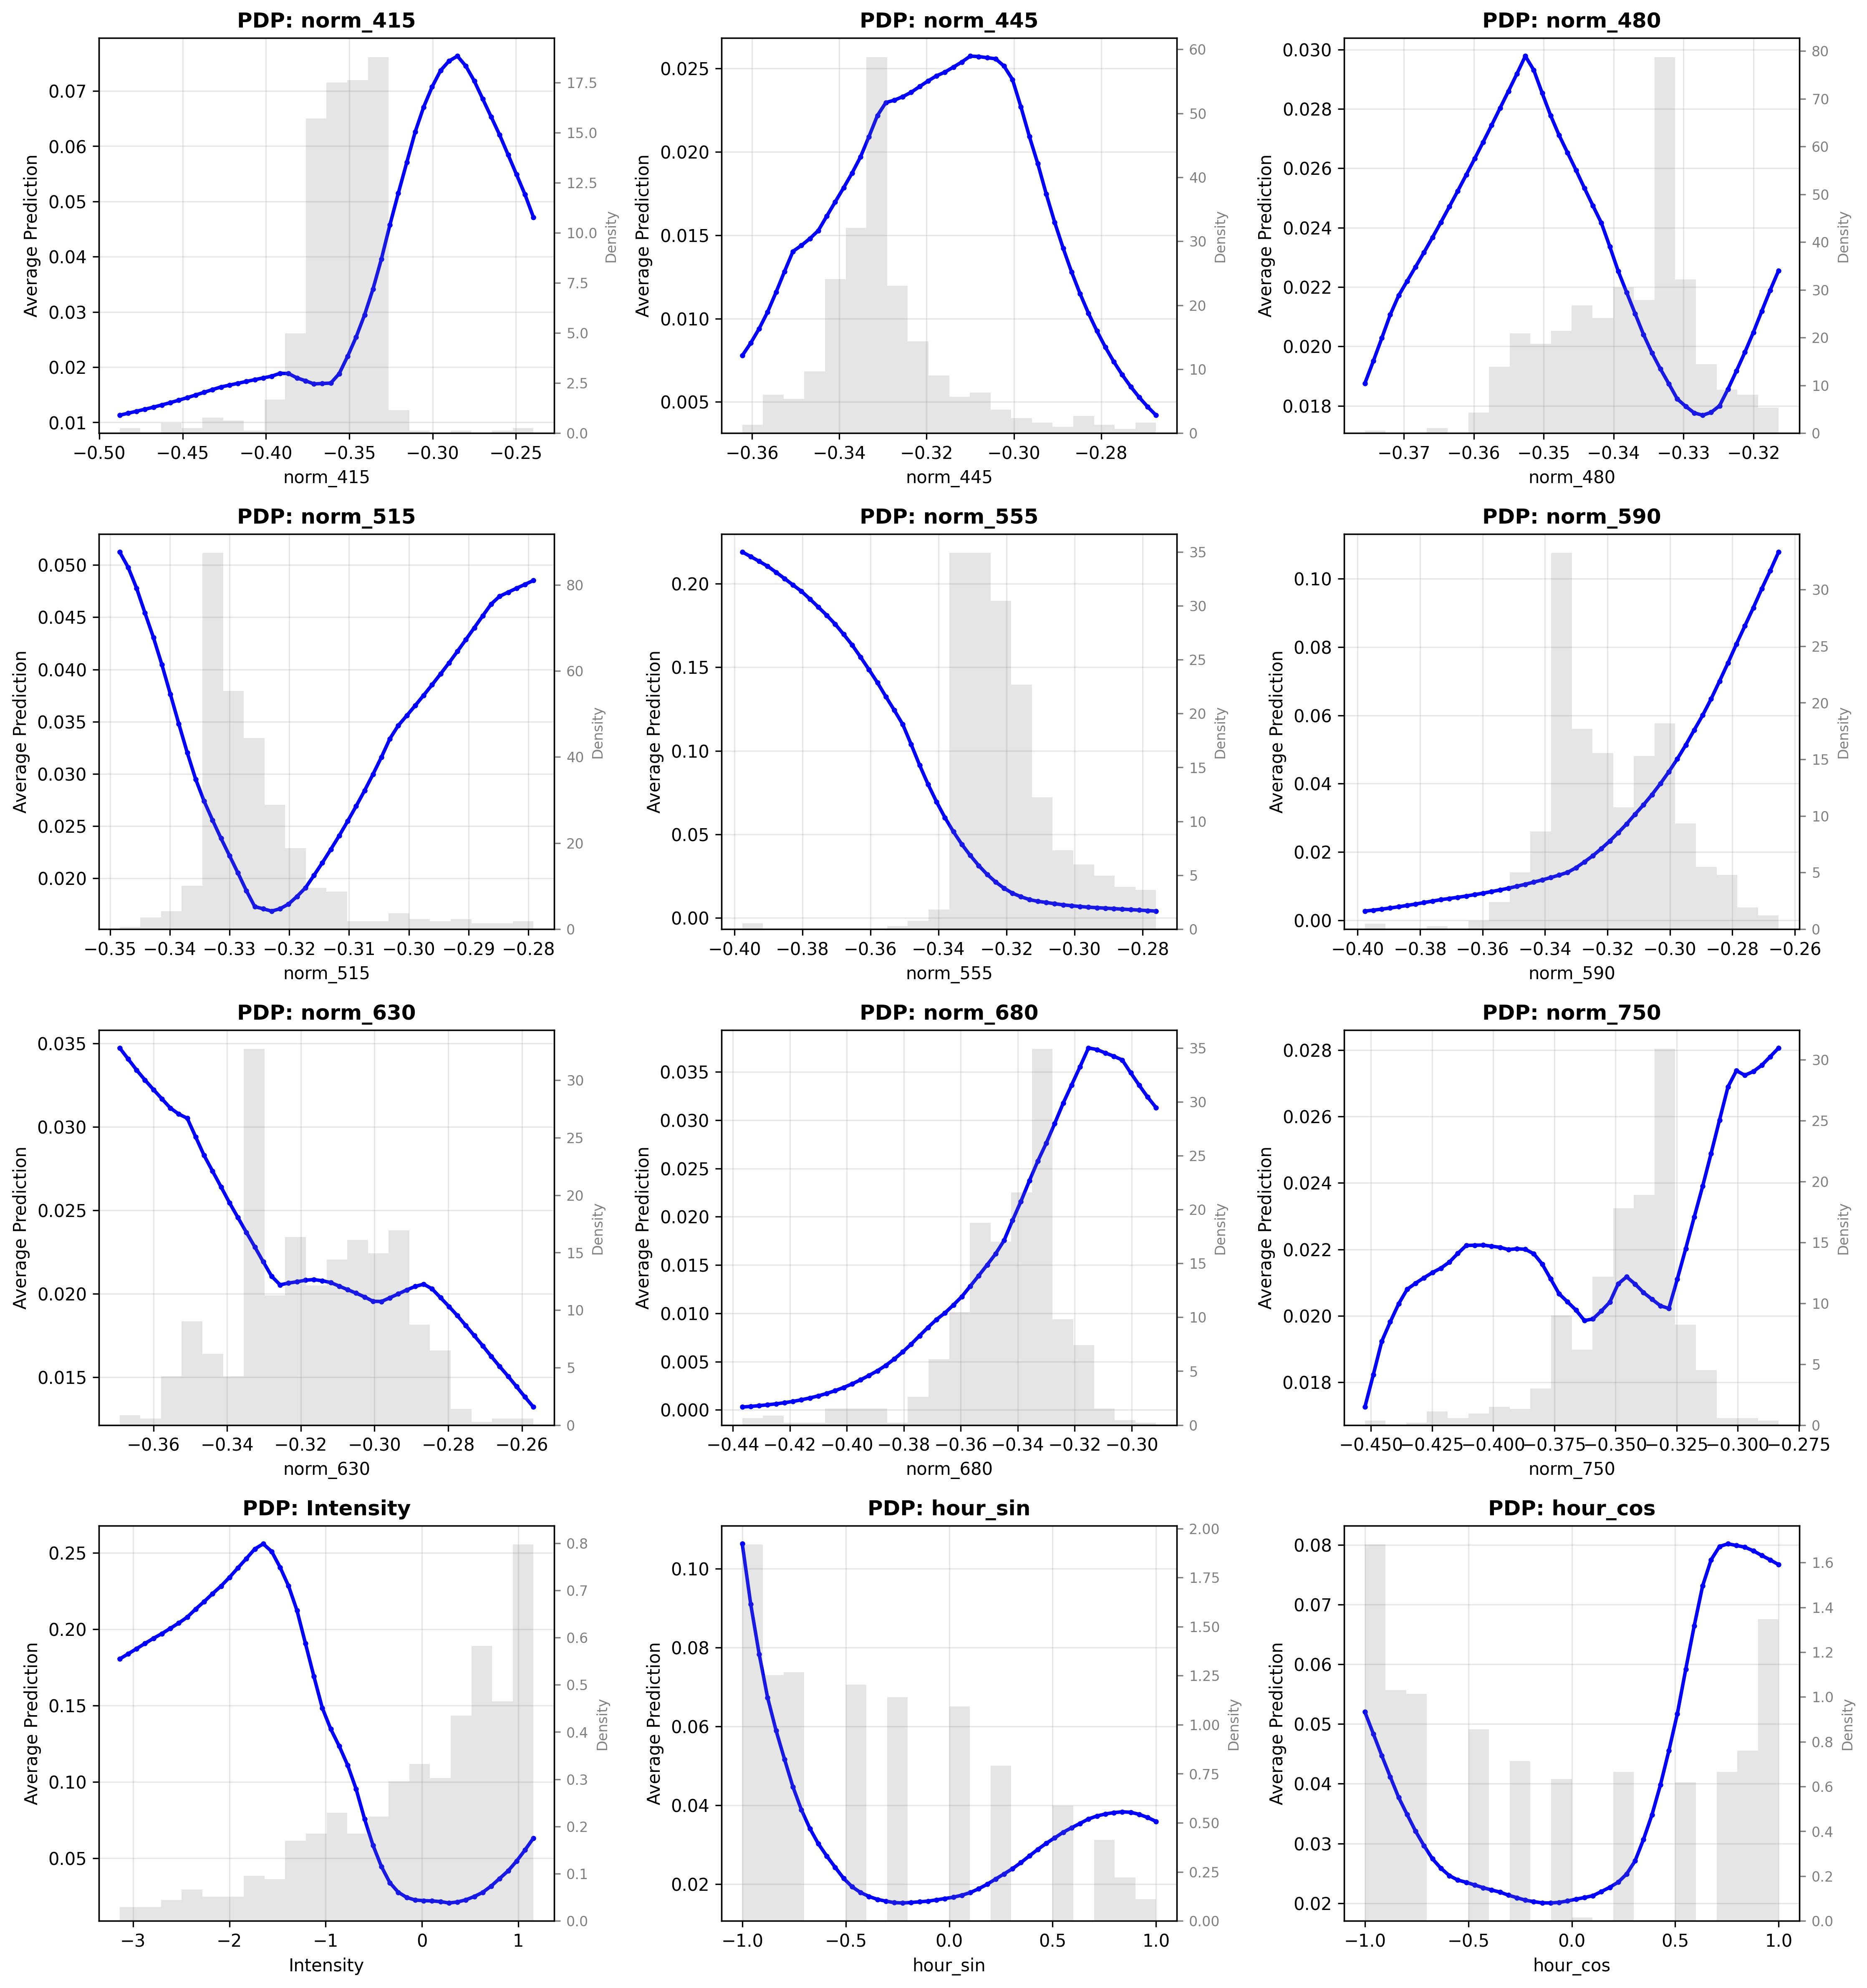 PDP: norm_415
Average Prediction
0.07
0.06
0.05
0.04
0.03
0.02
0.01
17.5
15.0
12.5
10.0
7.5
5.0
2.5
0.0
Density
−0.50 −0.45 −0.40 −0.35 −0.30 −0.25
norm_415
PDP: norm_445
Average Prediction
0.025
0.020
0.015
0.010
0.005
60
50
40
30
20
10
0
Density
−0.36 −0.34 −0.32 −0.30 −0.28
norm_445
PDP: norm_480
Average Prediction
0.030
0.028
0.026
0.024
0.022
0.020
0.018
80
70
60
50
40
30
20
10
0
Density
−0.37 −0.36 −0.35 −0.34 −0.33 −0.32
norm_480
PDP: norm_515
Average Prediction
0.050
0.045
0.040
0.035
0.030
0.025
0.020
80
60
40
20
0
Density
−0.35 −0.34 −0.33 −0.32 −0.31 −0.30 −0.29 −0.28
norm_515
PDP: norm_555
Average Prediction
0.20
0.15
0.10
0.05
0.00
35
30
25
20
15
10
5
0
Density
−0.40 −0.38 −0.36 −0.34 −0.32 −0.30 −0.28
norm_555
PDP: norm_590
Average Prediction
0.10
0.08
0.06
0.04
0.02
0.00
30
25
20
15
10
5
0
Density
−0.40 −0.38 −0.36 −0.34 −0.32 −0.30 −0.28 −0.26
norm_590
PDP: norm_630
Average Prediction
0.035
0.030
0.025
0.020
0.015
30
25
20
15
10
5
0
Density
−0.36 −0.34 −0.32 −0.30 −0.28 −0.26
norm_630
PDP: norm_680
Average Prediction
0.035
0.030
0.025
0.020
0.015
0.010
0.005
0.000
35
30
25
20
15
10
5
0
Density
−0.44 −0.42 −0.40 −0.38 −0.36 −0.34 −0.32 −0.30
norm_680
PDP: norm_750
Average Prediction
0.028
0.026
0.024
0.022
0.020
0.018
30
25
20
15
10
5
0
Density
−0.450 −0.425 −0.400 −0.375 −0.350 −0.325 −0.300 −0.275
norm_750
PDP: Intensity
Average Prediction
0.25
0.20
0.15
0.10
0.05
0.8
0.7
0.6
0.5
0.4
0.3
0.2
0.1
0.0
Density
−3 −2 −1 0 1
Intensity
PDP: hour_sin
Average Prediction
0.10
0.08
0.06
0.04
0.02
2.00
1.75
1.50
1.25
1.00
0.75
0.50
0.25
0.00
Density
−1.0 −0.5 0.0 0.5 1.0
hour_sin
PDP: hour_cos
Average Prediction
0.08
0.07
0.06
0.05
0.04
0.03
0.02
1.6
1.4
1.2
1.0
0.8
0.6
0.4
0.2
0.0
Density
−1.0 −0.5 0.0 0.5 1.0
hour_cos